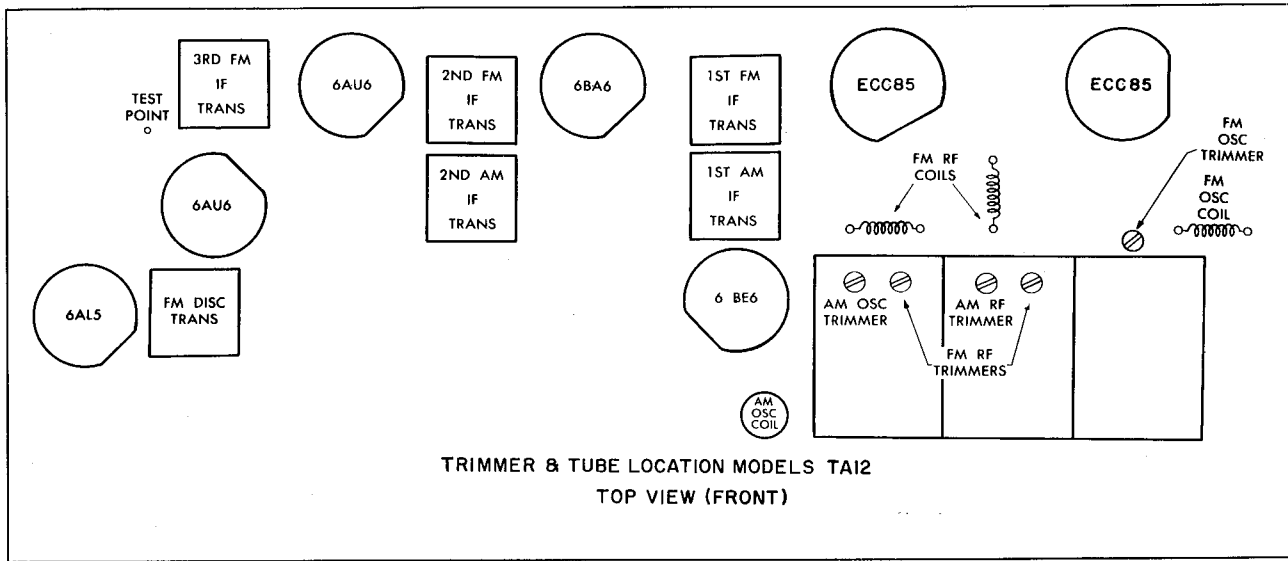 3RD FM
IF
TRANS
6AU6
2ND FM
IF
TRANS
6BA6
1ST FM
IF
TRANS
ECC85
ECC85
TEST
POINT
FM
OSC
TRIMMER
6AU6
2ND AM
IF
TRANS
1ST AM
IF
TRANS
FM RF
COILS
FM
OSC
COIL
6AL5
FM DISC
TRANS
6 BE6
AM OSC
TRIMMER
AM RF
TRIMMER
FM RF
TRIMMERS
AM
OSC
COIL
TRIMMER & TUBE LOCATION MODELS TA12
TOP VIEW (FRONT)